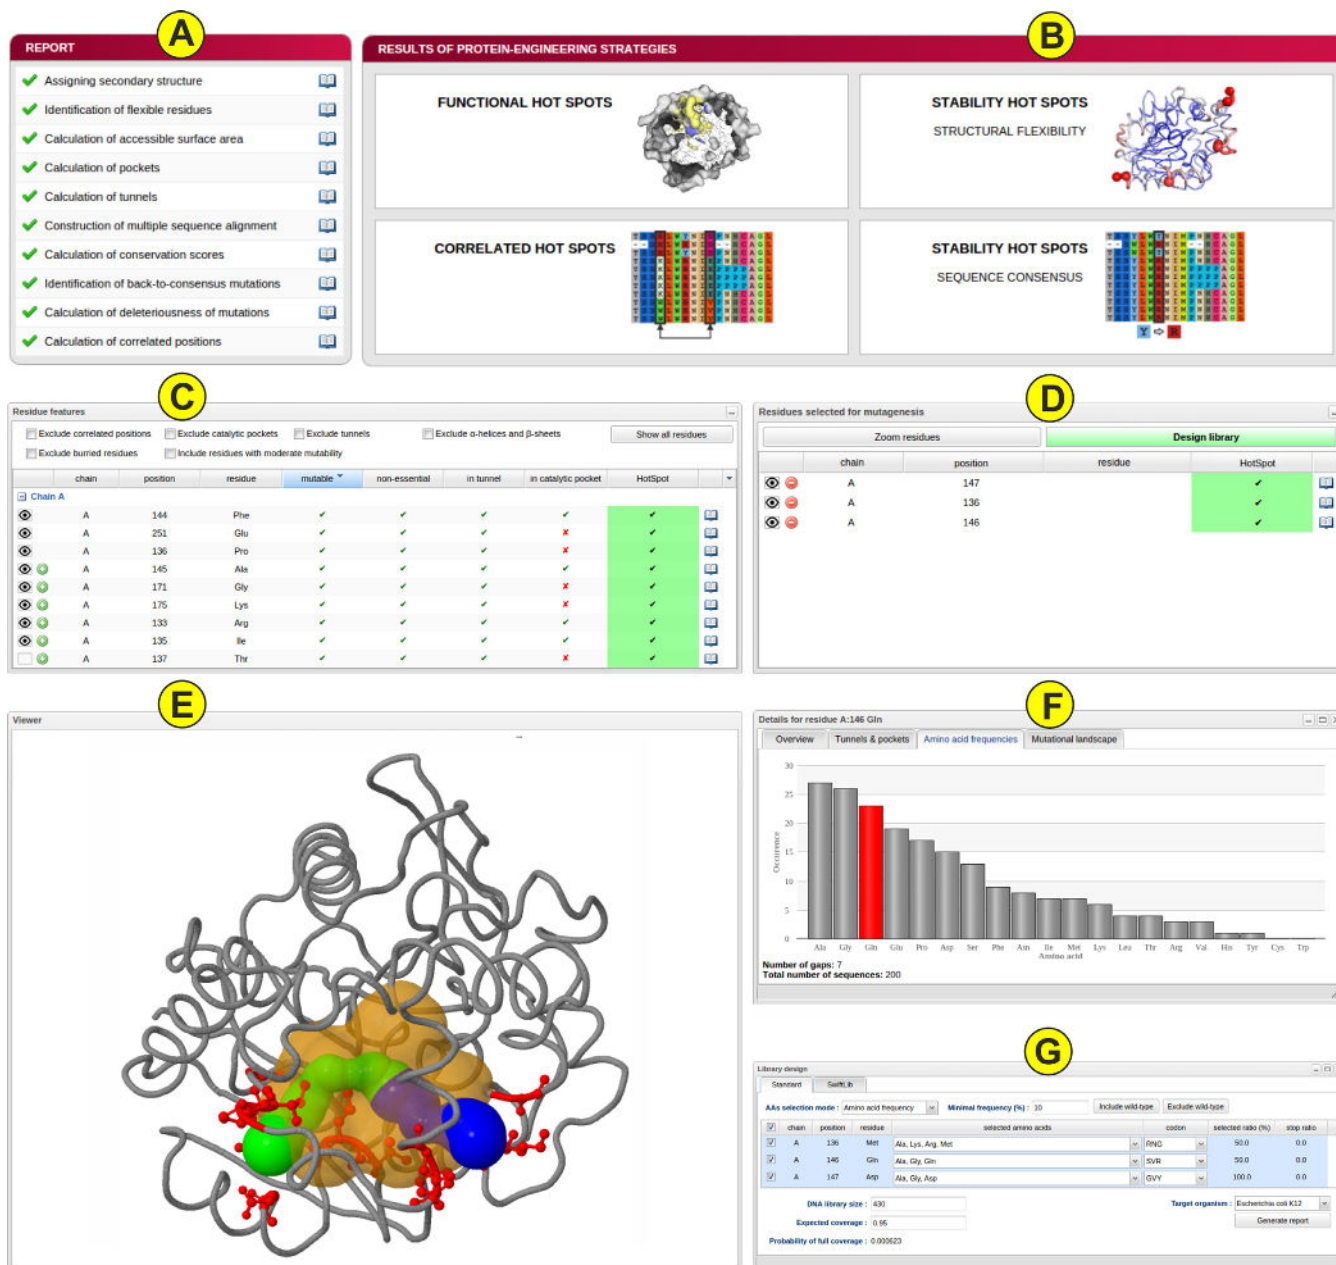 A
REPORT
Assigning secondary structure
Identification of flexible residues
Calculation of accessible surface area
Calculation of pockets
Calculation of tunnels
Construction of multiple sequence alignment
Calculation of conservation scores
Identification of back-to-consensus mutations
Calculation of deleteriousness of mutations
Calculation of correlated positions
B
RESULTS OF PROTEIN-ENGINEERING STRATEGIES
FUNCTIONAL HOT SPOTS
STABILITY HOT SPOTS
STRUCTURAL FLEXIBILITY
CORRELATED HOT SPOTS
STABILITY HOT SPOTS
SEQUENCE CONSENSUS
Y ⇨ R
C
Residue features
Exclude correlated positions Exclude catalytic pockets Exclude tunnels Exclude α-helices and β-sheets Show all residues
Exclude burried residues Include residues with moderate mutability
chain position residue mutable non-essential in tunnel in catalytic pocket HotSpot
Chain A
A 144 Phe ✔ ✔ ✔ ✔ ✔
A 251 Glu ✔ ✔ ✔ ✘ ✔
A 136 Pro ✔ ✔ ✔ ✘ ✔
A 145 Ala ✔ ✔ ✔ ✔ ✔
A 171 Gly ✔ ✔ ✔ ✘ ✔
A 175 Lys ✔ ✔ ✔ ✘ ✔
A 133 Arg ✔ ✔ ✔ ✔ ✔
A 135 Ile ✔ ✔ ✔ ✔ ✔
A 137 Thr ✔ ✔ ✔ ✘ ✔
D
Residues selected for mutagenesis
Zoom residues Design library
chain position residue HotSpot
A 147 ✔
A 136 ✔
A 146 ✔
E
Viewer
F
Details for residue A:146 Gln
Overview Tunnels & pockets Amino acid frequencies Mutational landscape
30
25
20
15
10
5
0
Occurence
Ala Gly Gln Glu Pro Asp Ser Phe Asn Ile Met Lys Leu Thr Arg Val His Tyr Cys Trp
Amino acid
Number of gaps: 7
Total number of sequences: 200
G
Library design
Standard SwiftLib
AAs selection mode : Amino acid frequency Minimal frequency (%) : 10 Include wild-type Exclude wild-type
chain position residue selected amino acids codon selected ratio (%) stop ratio
A 136 Met Ala, Lys, Arg, Met RNG 50.0 0.0
A 146 Gln Ala, Gly, Gln SVR 50.0 0.0
A 147 Asp Ala, Gly, Asp GVY 100.0 0.0
DNA library size : 430 Target organism : Escherichia coli K12
Expected coverage : 0.95 Generate report
Probability of full coverage : 0.000623